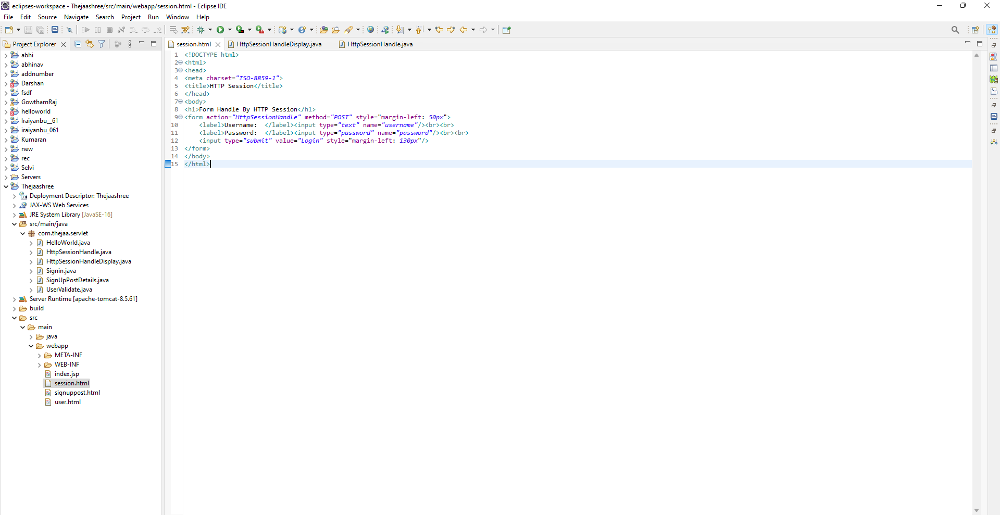 eclipses-workspace - Thejaashree/src/main/webapp/session.html - Eclipse IDE
File Edit Source Navigate Search Project Run Window Help
Project Explorer
session.html HttpSessionHandleDisplay.java HttpSessionHandle.java
abhi
abhinav
addnumber
Darshan
fsdf
GowthamRaj
helloworld
Iraiyanbu__61
iraiyanbu_061
Kumaran
new
rec
Selvi
Servers
Thejaashree
Deployment Descriptor: Thejaashree
JAX-WS Web Services
JRE System Library [JavaSE-16]
src/main/java
com.thejaa.servlet
HelloWorld.java
HttpSessionHandle.java
HttpSessionHandleDisplay.java
Signin.java
SignUpPostDetails.java
UserValidate.java
Server Runtime [apache-tomcat-8.5.61]
build
src
main
java
webapp
META-INF
WEB-INF
index.jsp
session.html
signuppost.html
user.html
1 <!DOCTYPE html>
2 <html>
3 <head>
4 <meta charset="ISO-8859-1">
5 <title>HTTP Session</title>
6 </head>
7 <body>
8 <h1>Form Handle By HTTP Session</h1>
9 <form action="HttpSessionHandle" method="POST" style="margin-left: 50px">
10 <label>Username:  </label><input type="text" name="username"/><br><br>
11 <label>Password:  </label><input type="password" name="password"/><br><br>
12 <input type="submit" value="Login" style="margin-left: 130px"/>
13 </form>
14 </body>
15 </html>